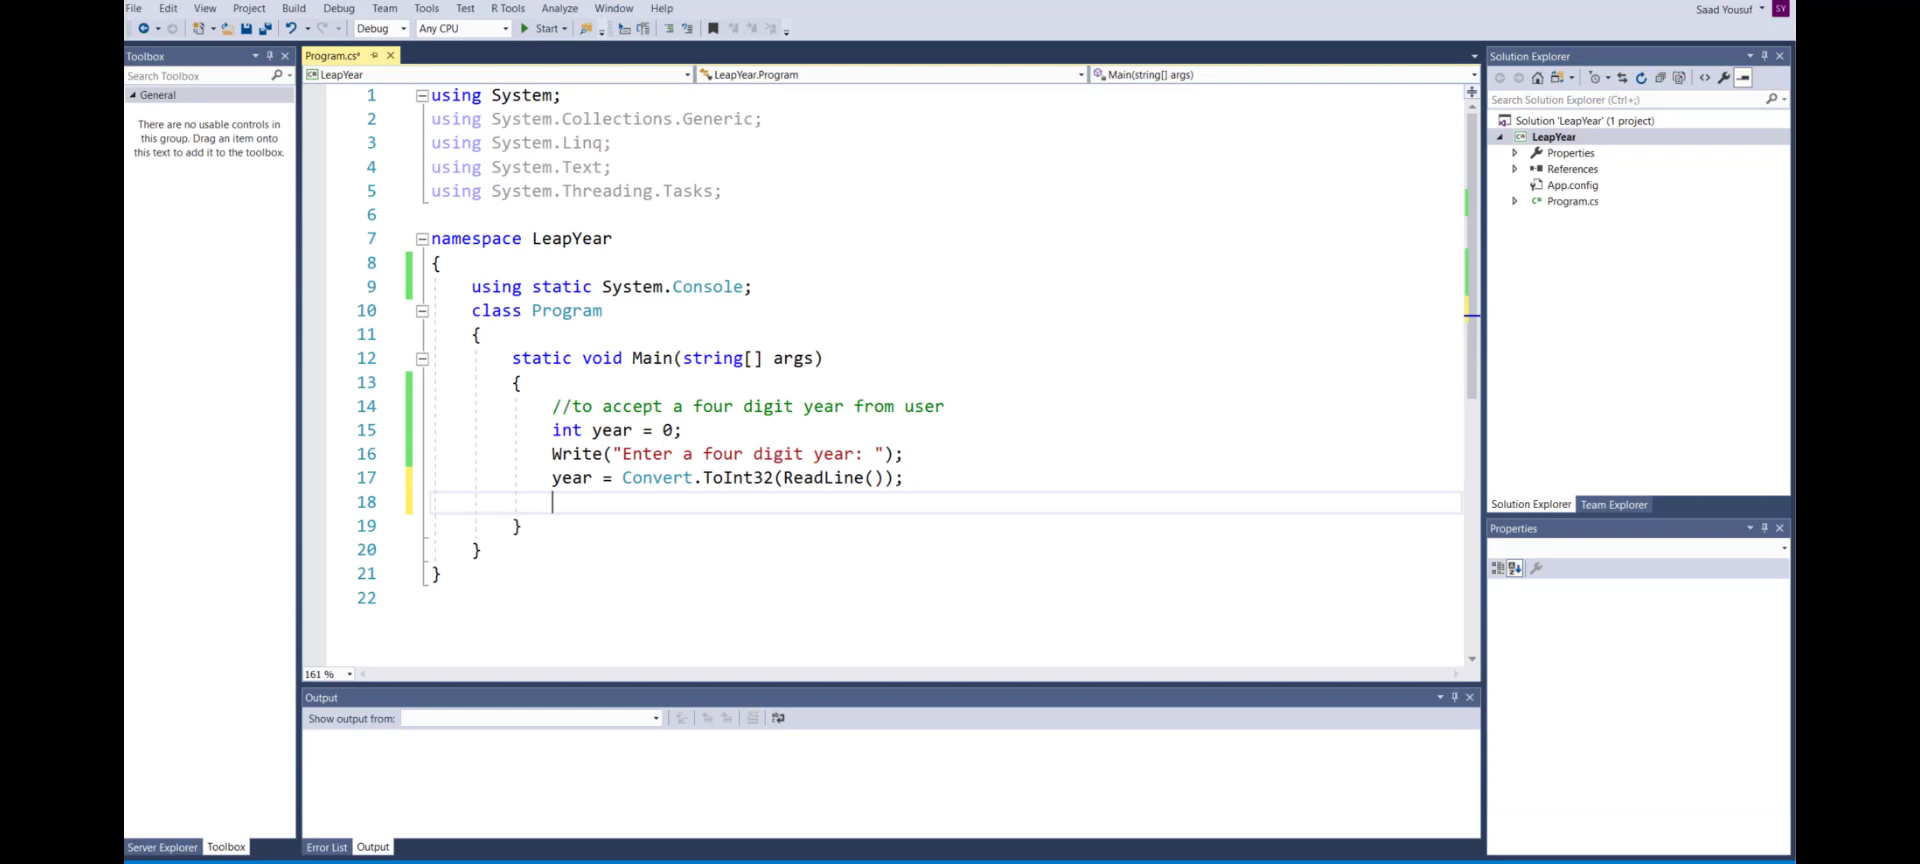 File Edit View Project Build Debug Team Tools Test R Tools Analyze Window Help
Saad Yousuf SY
Debug Any CPU Start
Toolbox
Search Toolbox
General
There are no usable controls in
this group. Drag an item onto
this text to add it to the toolbox.
Server Explorer Toolbox
Program.cs*
LeapYear LeapYear.Program Main(string[] args)
1 using System;
2 using System.Collections.Generic;
3 using System.Linq;
4 using System.Text;
5 using System.Threading.Tasks;
6
7 namespace LeapYear
8 {
9 using static System.Console;
10 class Program
11 {
12 static void Main(string[] args)
13 {
14 //to accept a four digit year from user
15 int year = 0;
16 Write("Enter a four digit year: ");
17 year = Convert.ToInt32(ReadLine());
18
19 }
20 }
21 }
22
161 %
Output
Show output from:
Error List Output
Solution Explorer
Search Solution Explorer (Ctrl+;)
Solution 'LeapYear' (1 project)
C# LeapYear
Properties
References
App.config
C# Program.cs
Solution Explorer Team Explorer
Properties